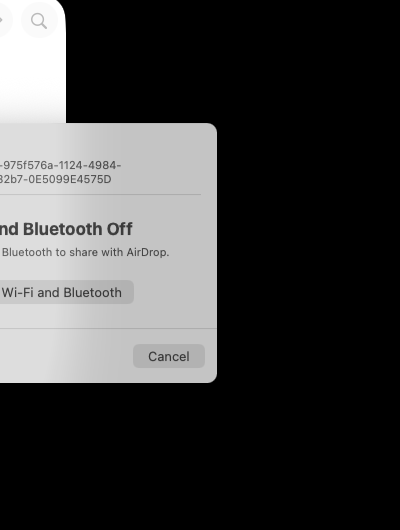 -975f576a-1124-4984-
32b7-0E5099E4575D
nd Bluetooth Off
Bluetooth to share with AirDrop.
Wi-Fi and Bluetooth
Cancel